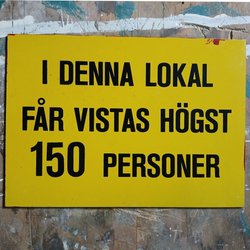 I DENNA LOKAL
FÅR VISTAS HÖGST
150 PERSONER